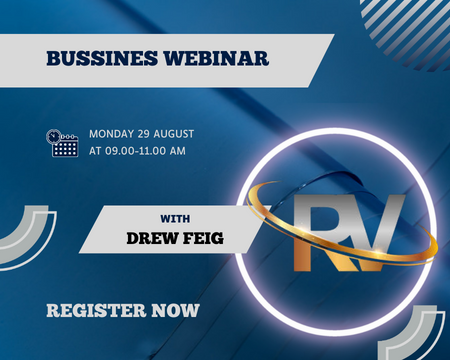 BUSSINES WEBINAR
MONDAY 29 AUGUST
AT 09.00-11.00 AM
WITH
DREW FEIG
RV
REGISTER NOW